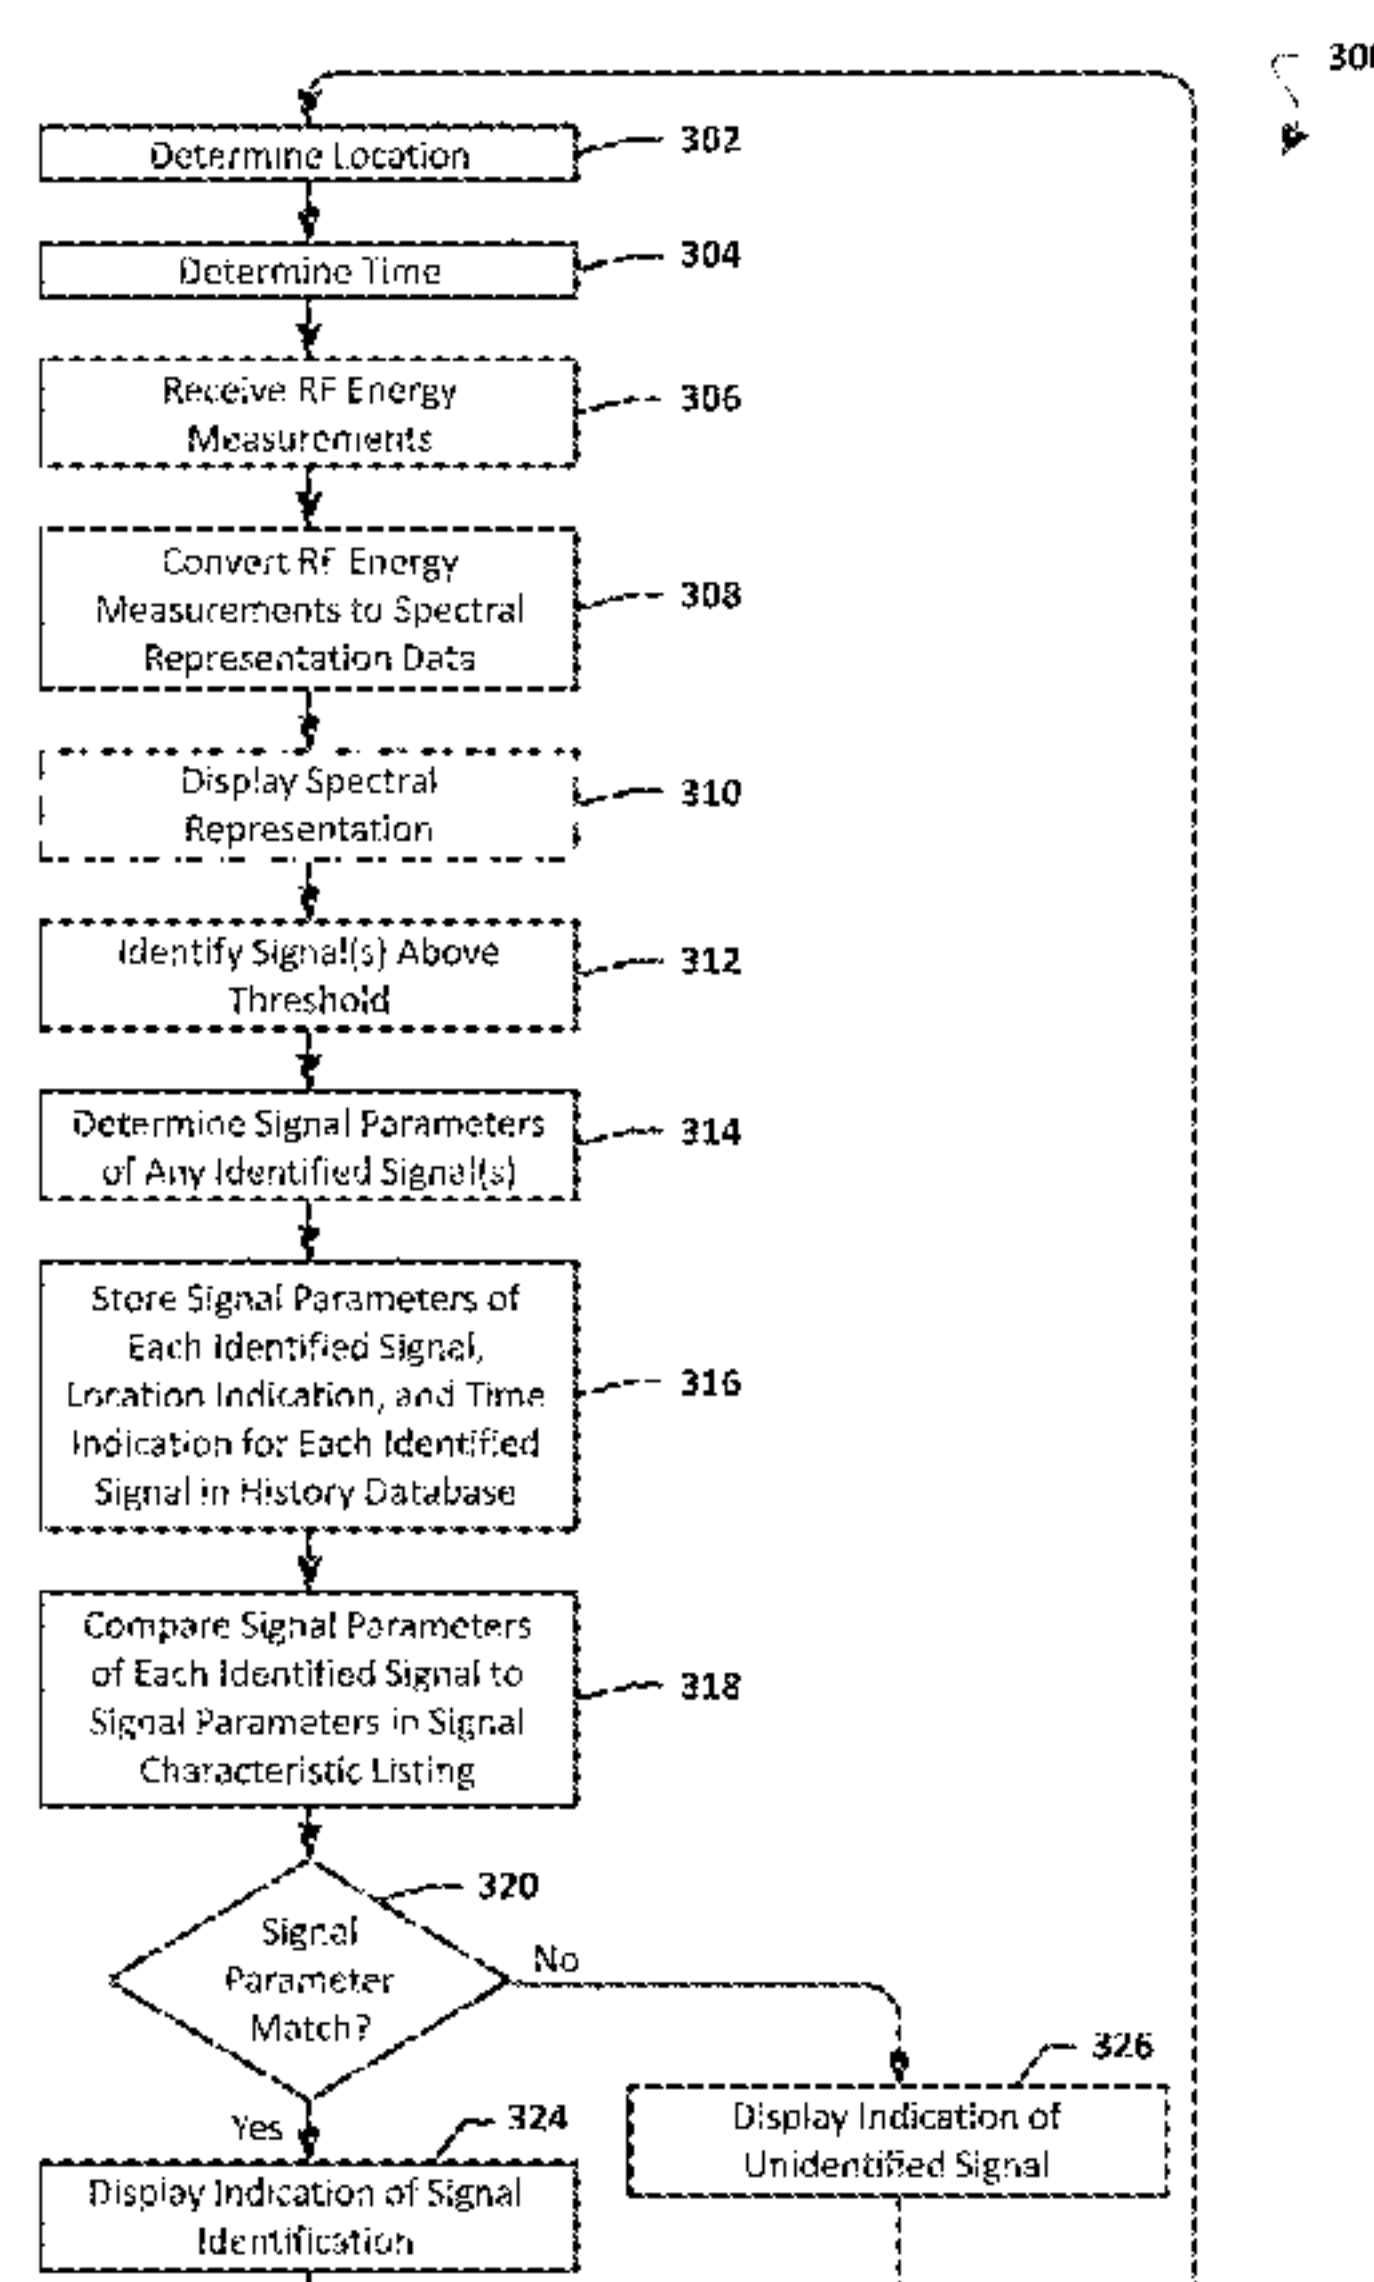 Determine Location
302
Determine Time
304
Receive RF Energy
Measurements
306
Convert RF Energy
Measurements to Spectral
Representation Data
308
Display Spectral
Representation
310
Identify Signal(s) Above
Threshold
312
Determine Signal Parameters
of Any Identified Signal(s)
314
Store Signal Parameters of
Each Identified Signal,
Location Indication, and Time
Indication for Each Identified
Signal in History Database
316
Compare Signal Parameters
of Each Identified Signal to
Signal Parameters in Signal
Characteristic Listing
318
320
Signal
Parameter
Match?
No
Yes
326
Display Indication of
Unidentified Signal
324
Display Indication of Signal
Identification